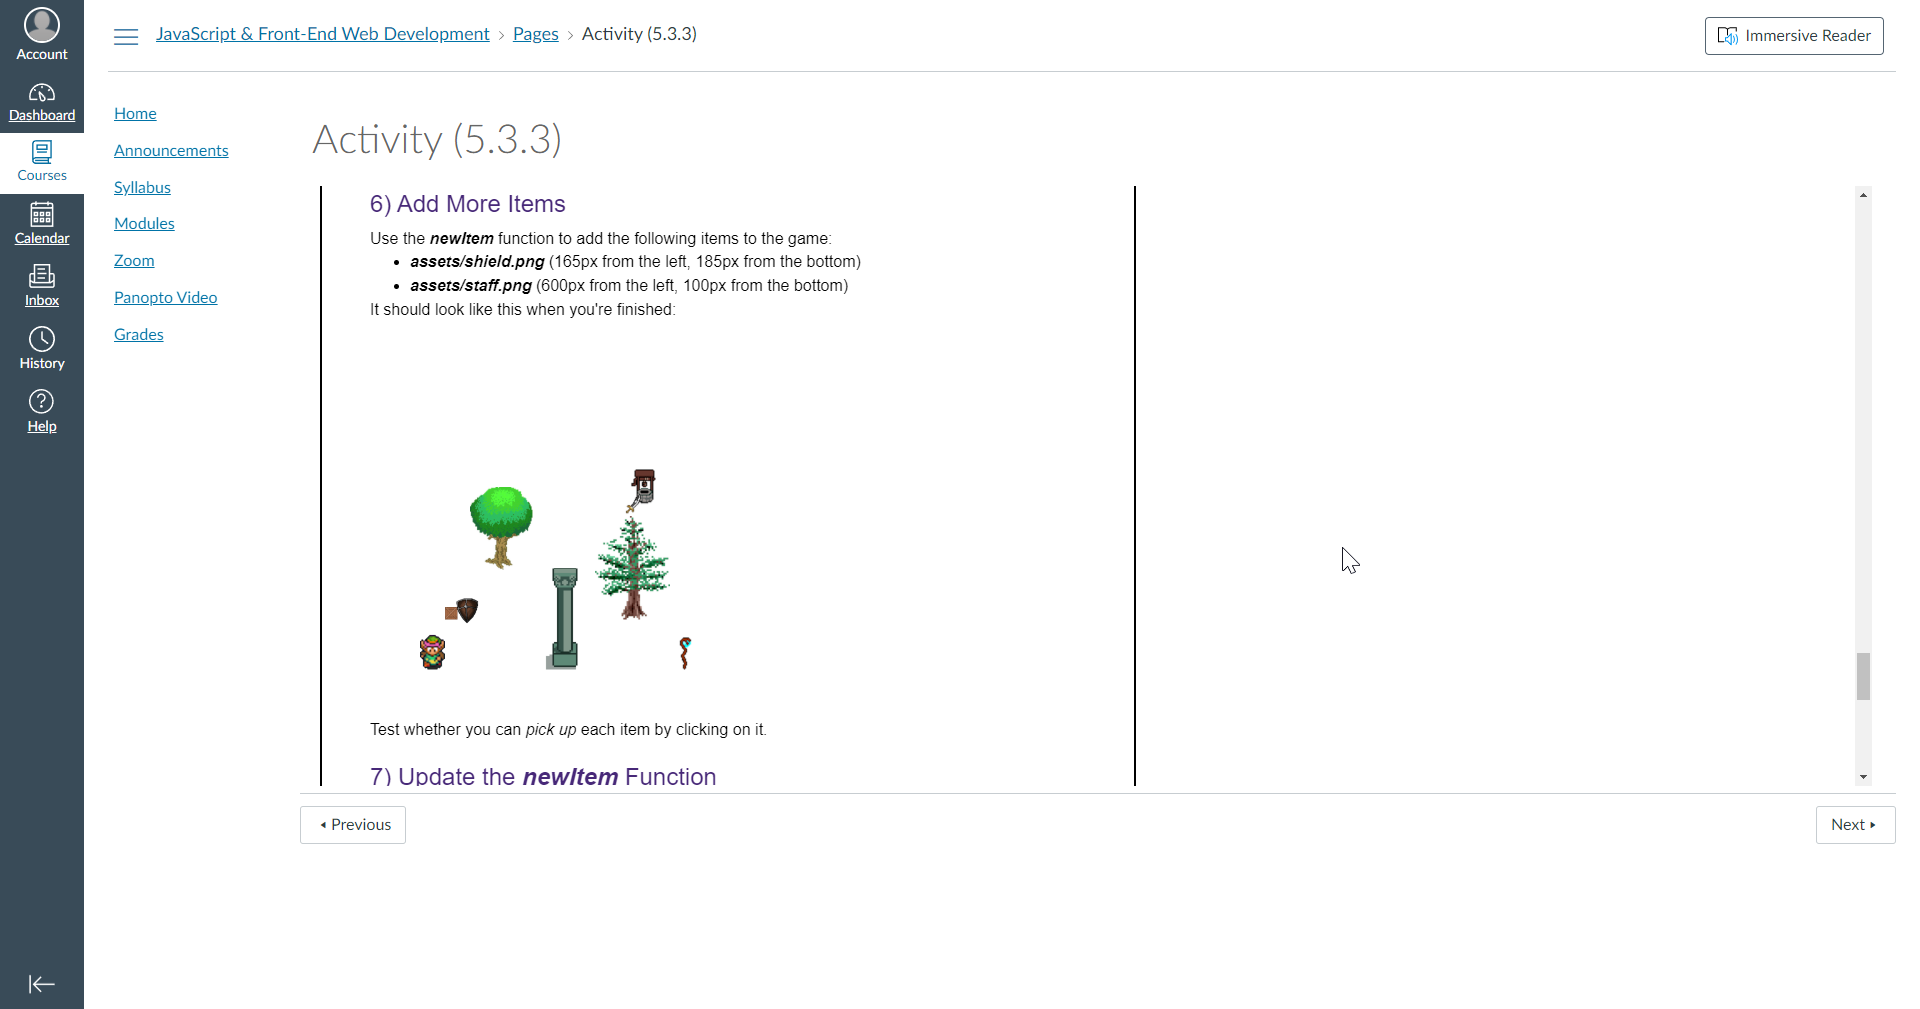 Account
Dashboard
Courses
Calendar
Inbox
History
Help
JavaScript & Front-End Web Development › Pages › Activity (5.3.3)
Immersive Reader
Home
Announcements
Syllabus
Modules
Zoom
Panopto Video
Grades
Activity (5.3.3)
6) Add More Items
Use the newItem function to add the following items to the game:
• assets/shield.png (165px from the left, 185px from the bottom)
• assets/staff.png (600px from the left, 100px from the bottom)
It should look like this when you're finished:
Test whether you can pick up each item by clicking on it.
7) Update the newItem Function
Previous
Next